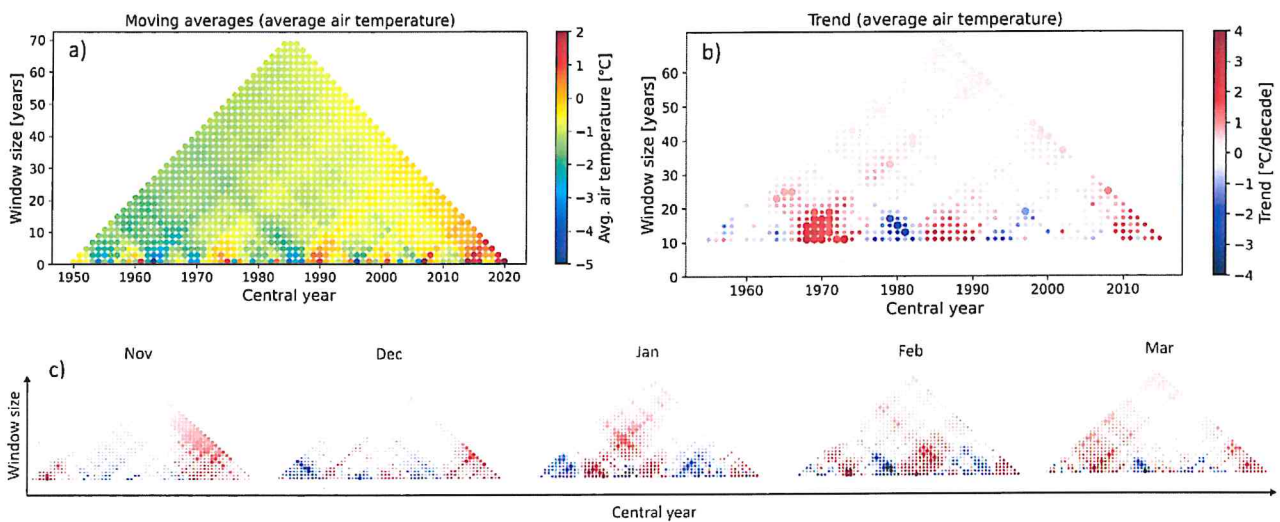 Moving averages (average air temperature)
a)
70
60
50
40
30
20
10
0
Window size [years]
1950
1960
1970
1980
1990
2000
2010
2020
Central year
2
1
0
−1
−2
−3
−4
−5
Avg. air temperature [°C]
Trend (average air temperature)
b)
70
60
50
40
30
20
10
0
Window size [years]
1960
1970
1980
1990
2000
2010
Central year
4
3
2
1
0
−1
−2
−3
−4
Trend [°C/decade]
c)
Nov
Dec
Jan
Feb
Mar
Window size
Central year